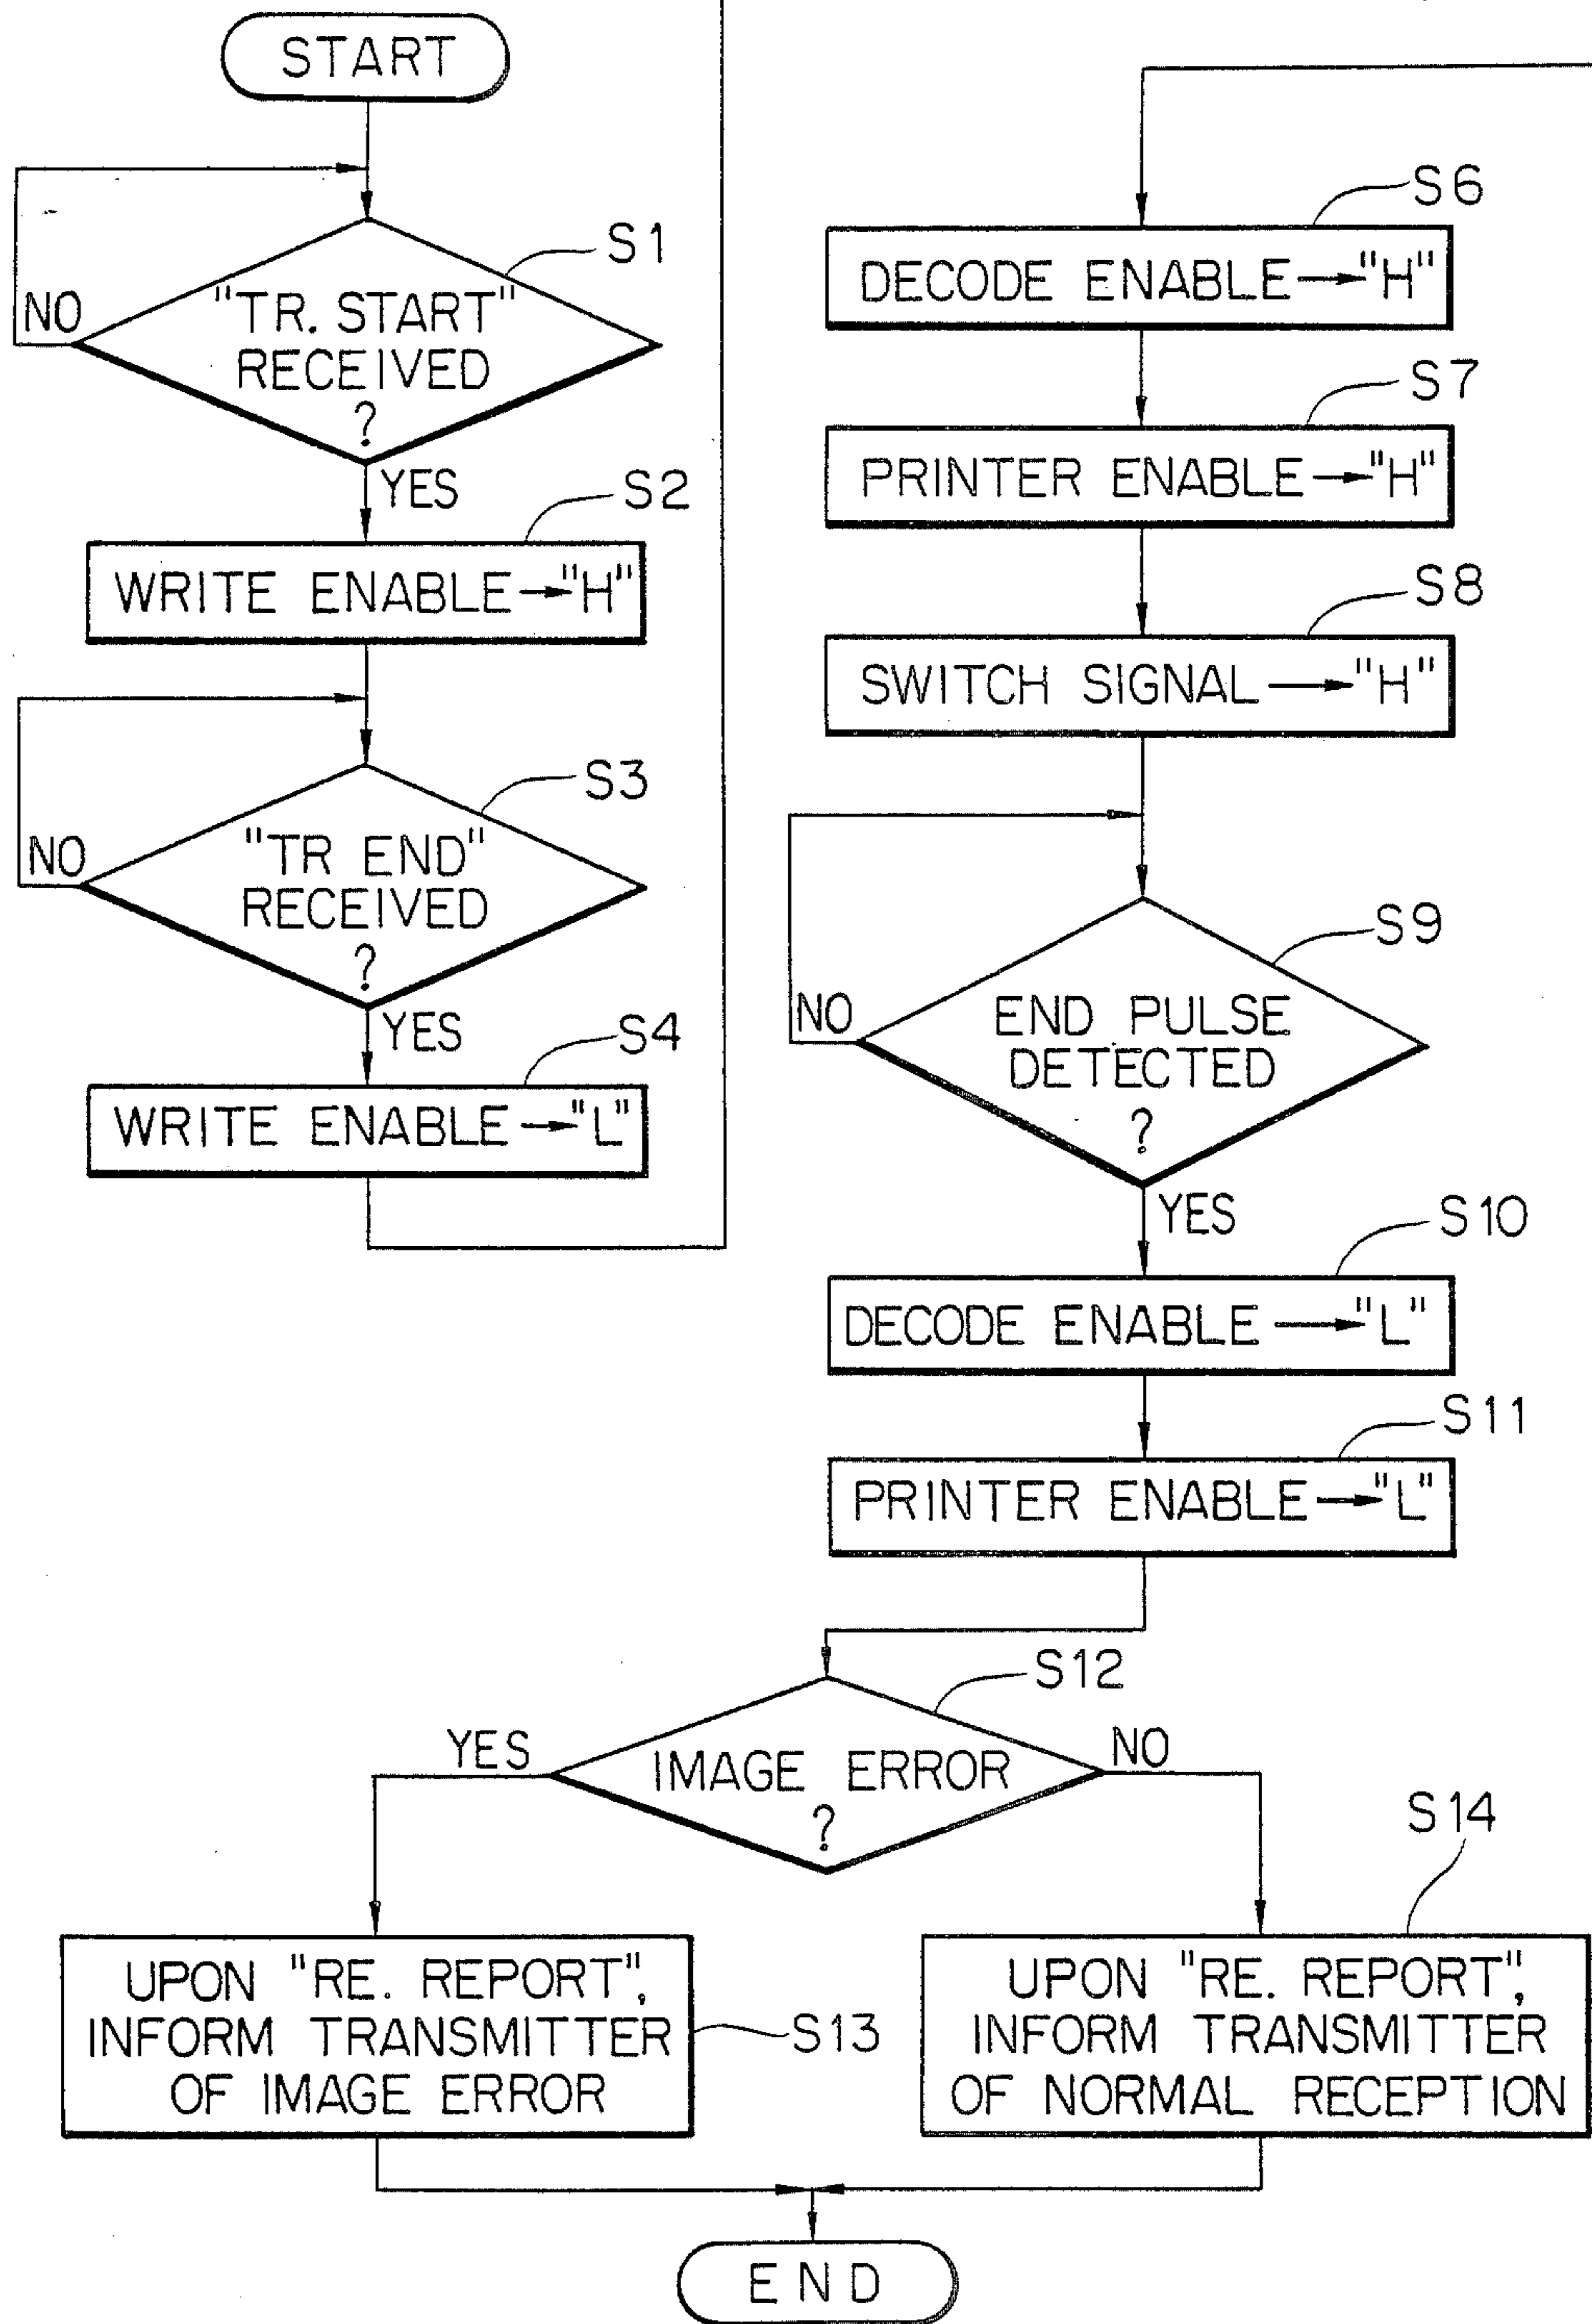 START
S1
NO
"TR. START"
RECEIVED
?
YES
S2
WRITE ENABLE→"H"
S3
NO
"TR END"
RECEIVED
?
YES
S4
WRITE ENABLE→"L"
S6
DECODE ENABLE→"H"
S7
PRINTER ENABLE→"H"
S8
SWITCH SIGNAL→"H"
S9
NO
END PULSE
DETECTED
?
YES
S10
DECODE ENABLE→"L"
S11
PRINTER ENABLE→"L"
S12
YES
IMAGE ERROR
?
NO
S14
UPON "RE. REPORT",
INFORM TRANSMITTER
OF IMAGE ERROR
S13
UPON "RE. REPORT",
INFORM TRANSMITTER
OF NORMAL RECEPTION
END